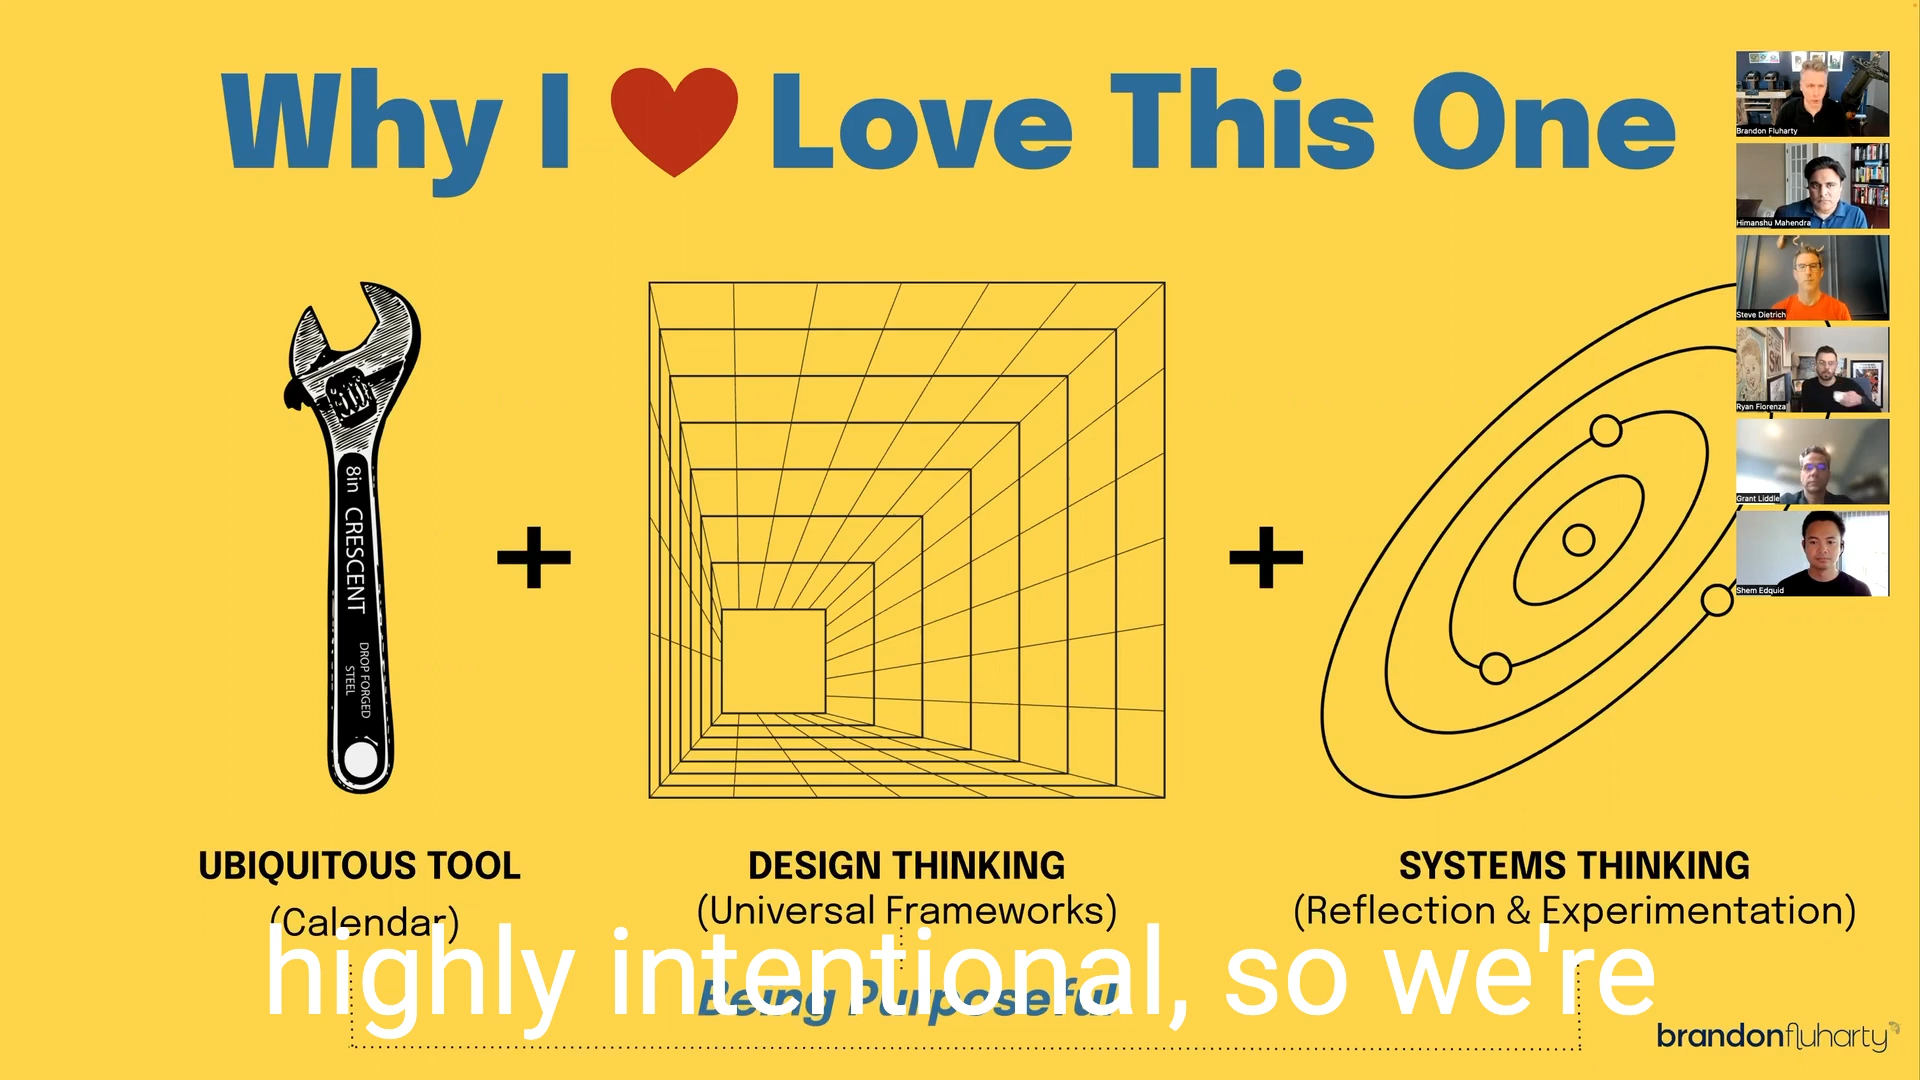 Why I Love This One
Brandon Fluharty
Himanshu Mahendra
Steve Dietrich
Ryan Fiorenza
Grant Liddle
Shem Edquid
8in CRESCENT
DROP FORGED
STEEL
+
+
UBIQUITOUS TOOL
(Calendar)
DESIGN THINKING
(Universal Frameworks)
SYSTEMS THINKING
(Reflection & Experimentation)
highly intentional, so we're
Being Purposeful
brandonfluharty